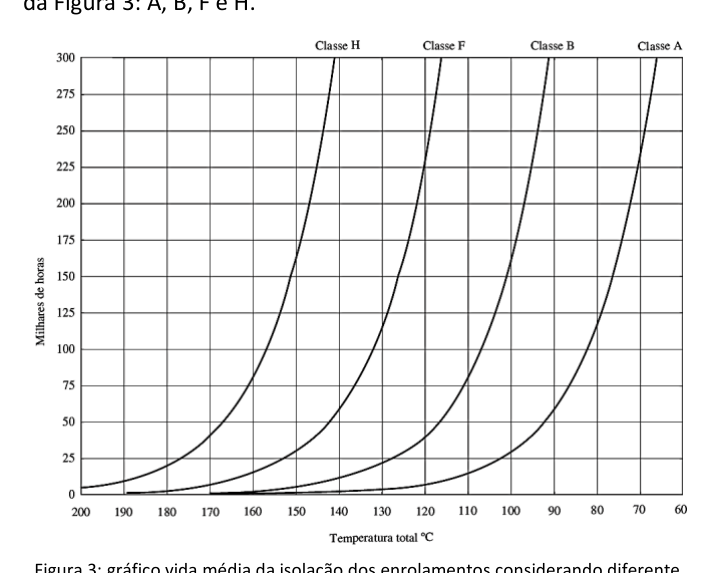 da Figura 3: A, B, F e H.
Classe H Classe F Classe B Classe A
300
275
250
225
200
175
150
125
100
75
50
25
0
Milhares de horas
200 190 180 170 160 150 140 130 120 110 100 90 80 70 60
Temperatura total ºC
Figura 3: gráfico vida média da isolação dos enrolamentos considerando diferente